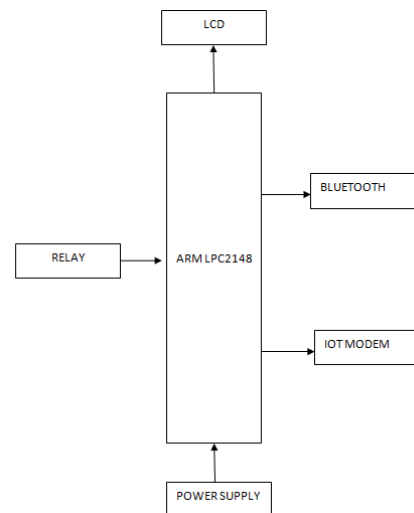 LCD
BLUETOOTH
RELAY
ARM LPC2148
IOT MODEM
POWER SUPPLY